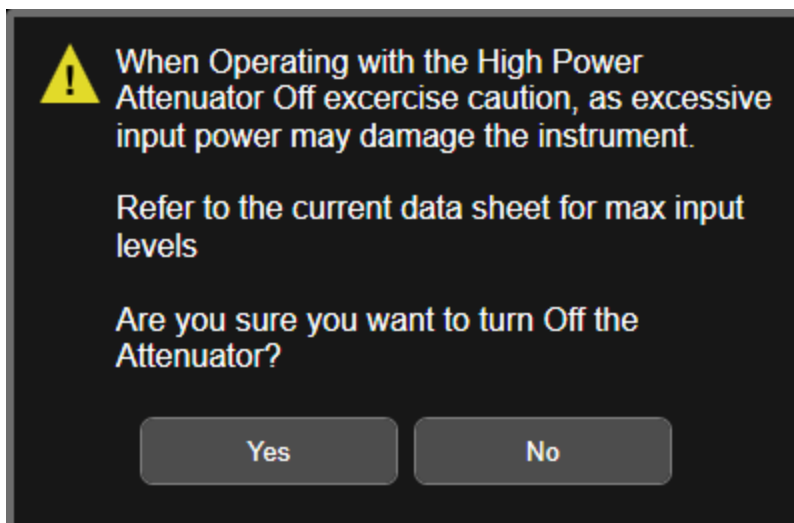 When Operating with the High Power
Attenuator Off excercise caution, as excessive
input power may damage the instrument.
Refer to the current data sheet for max input
levels
Are you sure you want to turn Off the
Attenuator?
Yes
No